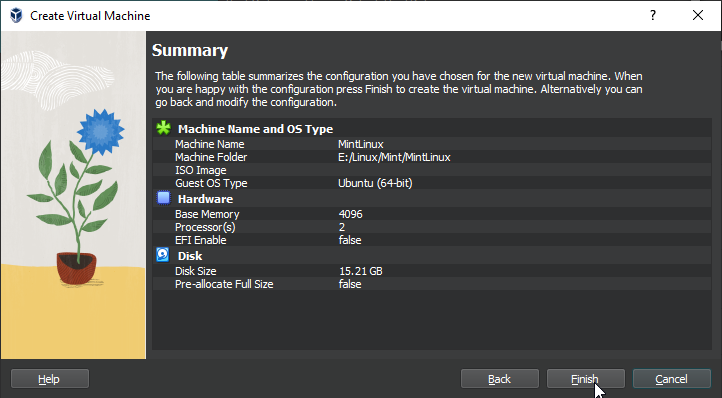 Create Virtual Machine
Summary
The following table summarizes the configuration you have chosen for the new virtual machine. When
you are happy with the configuration press Finish to create the virtual machine. Alternatively you can
go back and modify the configuration.
Machine Name and OS Type
Machine Name MintLinux
Machine Folder E:/Linux/Mint/MintLinux
ISO Image
Guest OS Type Ubuntu (64-bit)
Hardware
Base Memory 4096
Processor(s) 2
EFI Enable false
Disk
Disk Size 15.21 GB
Pre-allocate Full Size false
Help Back Finish Cancel